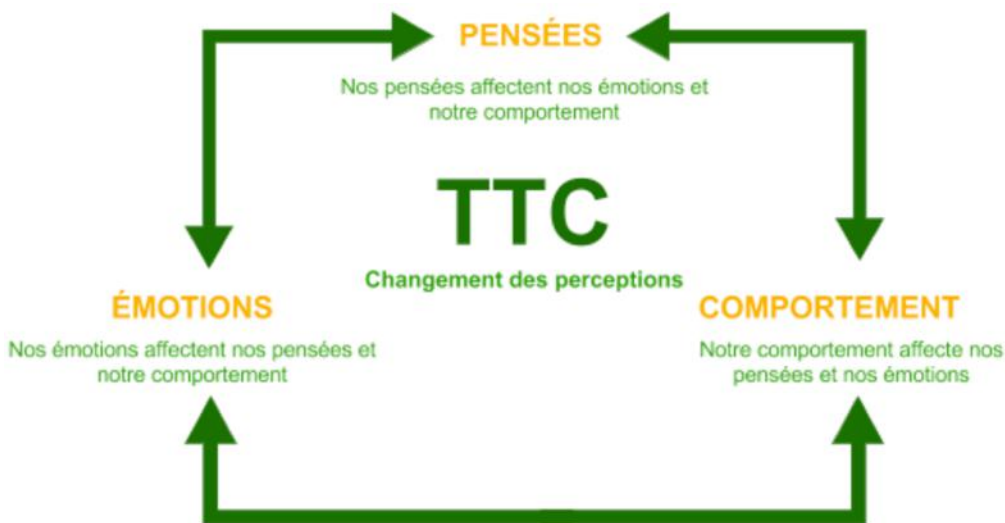 PENSÉES
Nos pensées affectent nos émotions et
notre comportement
TTC
Changement des perceptions
ÉMOTIONS
Nos émotions affectent nos pensées et
notre comportement
COMPORTEMENT
Notre comportement affecte nos
pensées et nos émotions